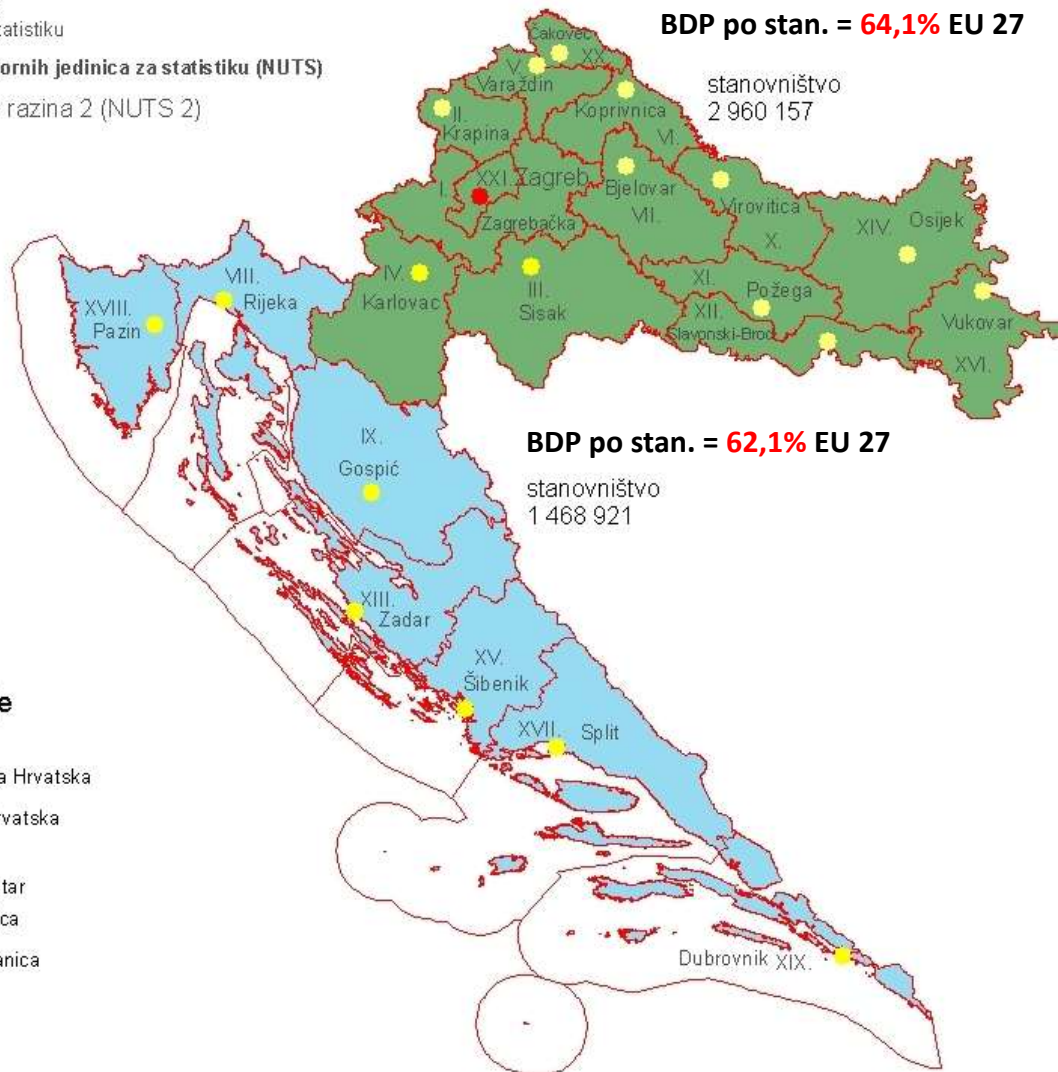 BDP po stan. = 64,1% EU 27
tatistiku
ornih jedinica za statistiku (NUTS)
razina 2 (NUTS 2)
stanovništvo
2 960 157
Čakovec
XX.
V.
Varaždin
Koprivnica
VI.
II.
Krapina
I.
XXI. Zagreb
Zagrebačka
Bjelovar
VII.
Virovitica
X.
XIV.
Osijek
IV.
Karlovac
III.
Sisak
XI.
Požega
XII.
Slavonski-Brod
Vukovar
XVI.
VIII.
Rijeka
XVIII.
Pazin
BDP po stan. = 62,1% EU 27
stanovništvo
1 468 921
IX.
Gospić
XIII.
Zadar
XV.
Šibenik
XVII.
Split
e
a Hrvatska
rvatska
tar
ca
anica
Dubrovnik XIX.